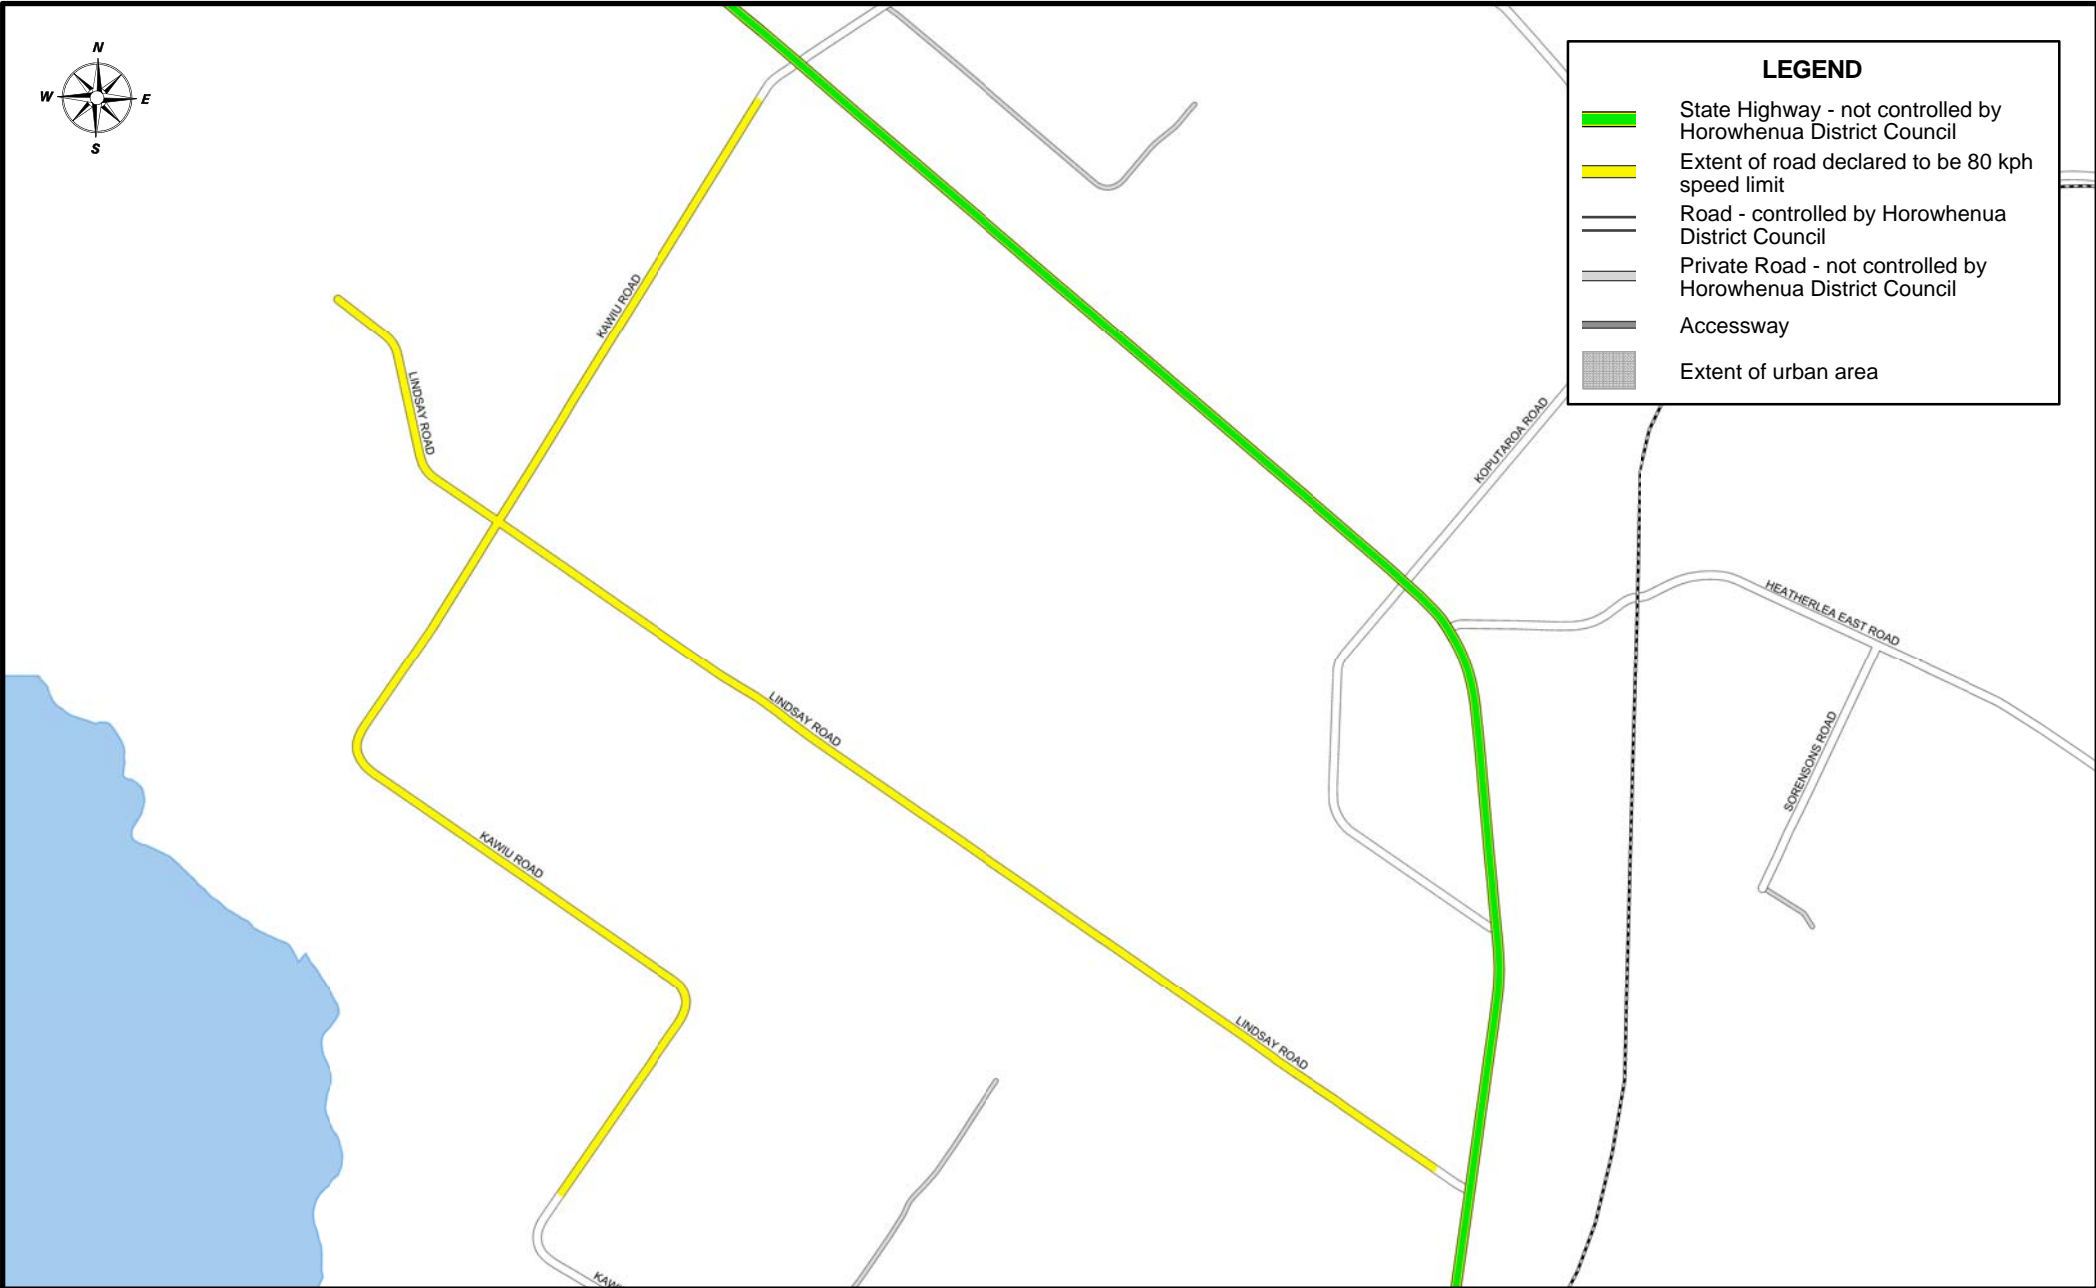 N
W E
S
LEGEND
State Highway - not controlled by
Horowhenua District Council
Extent of road declared to be 80 kph
speed limit
Road - controlled by Horowhenua
District Council
Private Road - not controlled by
Horowhenua District Council
Accessway
Extent of urban area
KAWIU ROAD
LINDSAY ROAD
KOPUTAROA ROAD
HEATHERLEA EAST ROAD
LINDSAY ROAD
SORENSONS ROAD
KAWIU ROAD
LINDSAY ROAD